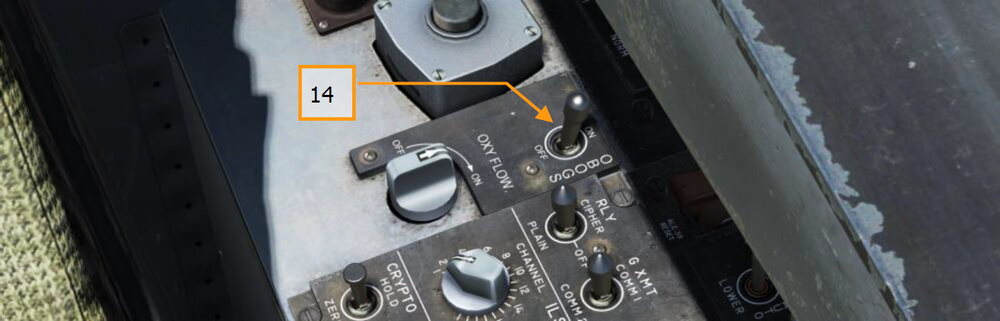 14
NORM
OFF
OXY FLOW.
ON
OBOGS
ON
OFF
RLY
CIPHER
PLAIN
OFF
G XMT
COMM 1
COMM 2
CRYPTO
HOLD
ZER
CHANNEL
ILS
2
4
6
8
10
12
14
LOWER